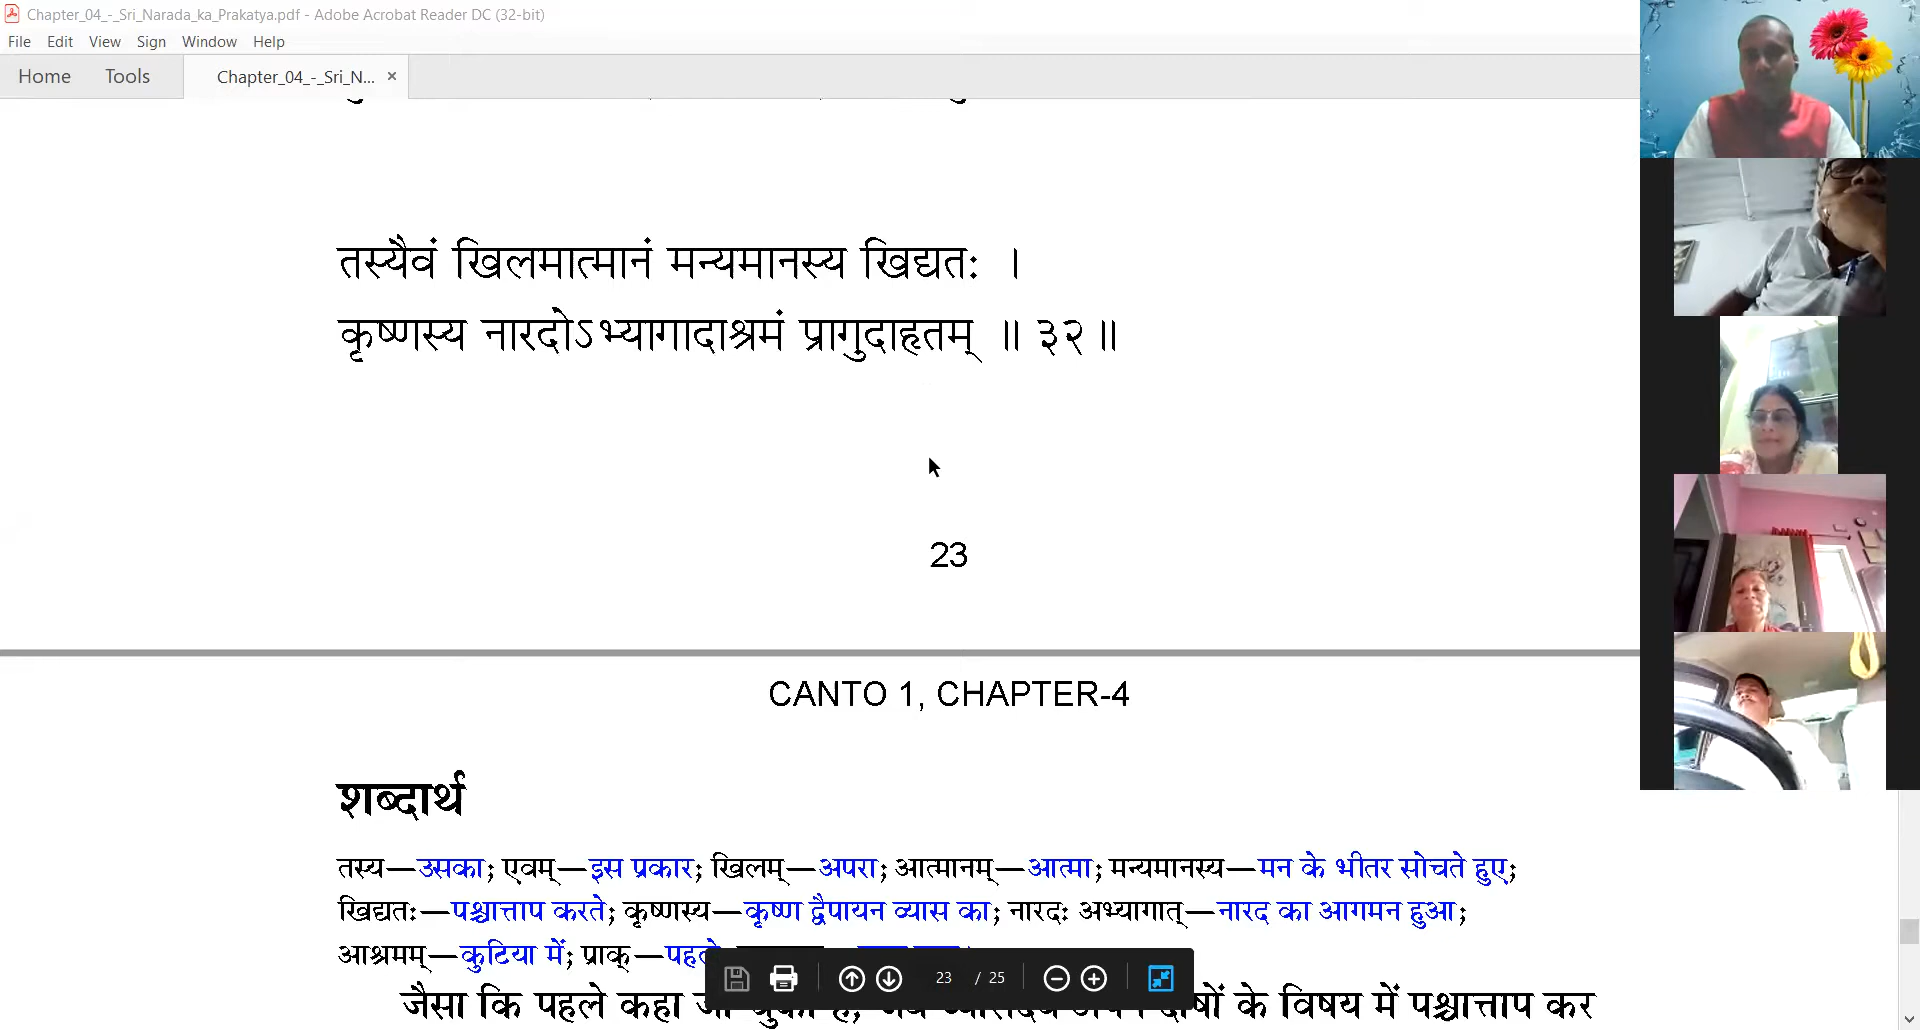 Chapter_04_-_Sri_Narada_ka_Prakatya.pdf - Adobe Acrobat Reader DC (32-bit)
File Edit View Sign Window Help
Home Tools Chapter_04_-_Sri_N... ×
तस्यैवं खिलमात्मानं मन्यमानस्य खिद्यतः ।
कृष्णस्य नारदोऽभ्यागादाश्रमं प्रागुदाहृतम् ॥ ३२ ॥
23
CANTO 1, CHAPTER-4
शब्दार्थ
तस्य—उसका; एवम्—इस प्रकार; खिलम्—अपरा; आत्मानम्—आत्मा; मन्यमानस्य—मन के भीतर सोचते हुए;
खिद्यतः—पश्चात्ताप करते; कृष्णस्य—कृष्ण द्वैपायन व्यास का; नारदः अभ्यागात्—नारद का आगमन हुआ;
आश्रमम्—कुटिया में; प्राक्—पहले
23 / 25
जैसा कि पहले कहा जा चुका है, दोषों के विषय में पश्चात्ताप कर